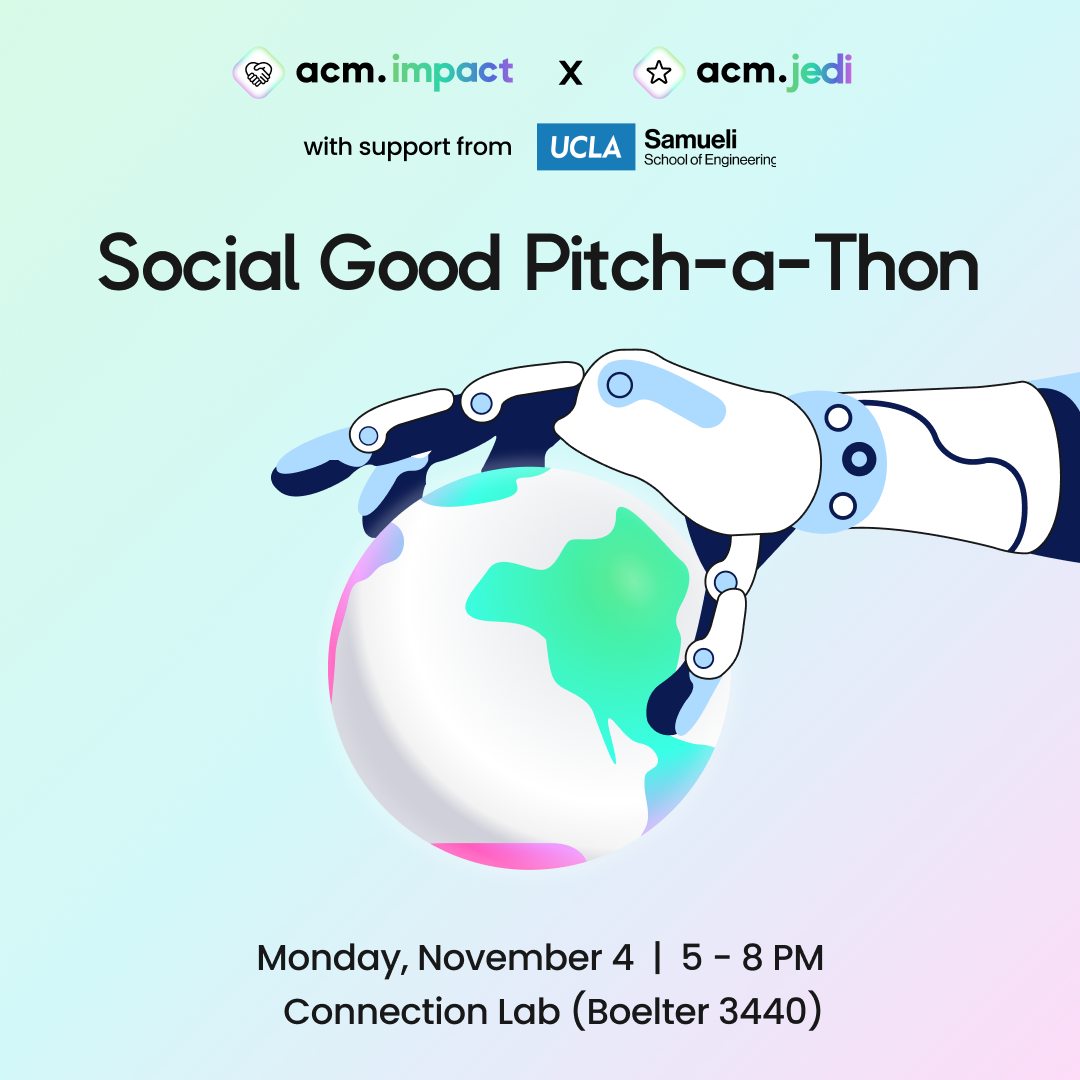 acm.impact X acm.jedi
with support from UCLA Samueli
School of Engineering
Social Good Pitch-a-Thon
Monday, November 4 | 5 - 8 PM
Connection Lab (Boelter 3440)